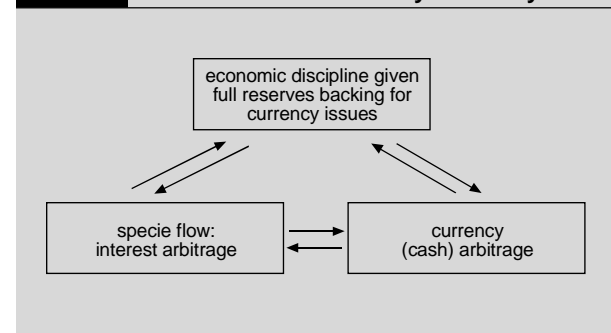 economic discipline given
full reserves backing for
currency issues
specie flow:
interest arbitrage
currency
(cash) arbitrage